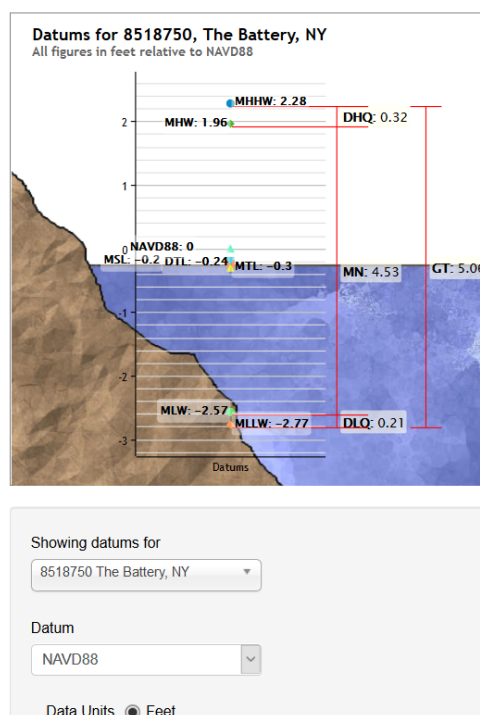 Datums for 8518750, The Battery, NY
All figures in feet relative to NAVD88
MHHW: 2.28
DHQ: 0.32
2
MHW: 1.96
1
0
NAVD88: 0
MSL: -0.2
DTL: -0.24
MTL: -0.3
MN: 4.53
GT: 5.06
-1
-2
MLW: -2.57
MLLW: -2.77
DLQ: 0.21
-3
Datums
Showing datums for
8518750 The Battery, NY
Datum
NAVD88
Data Units Feet